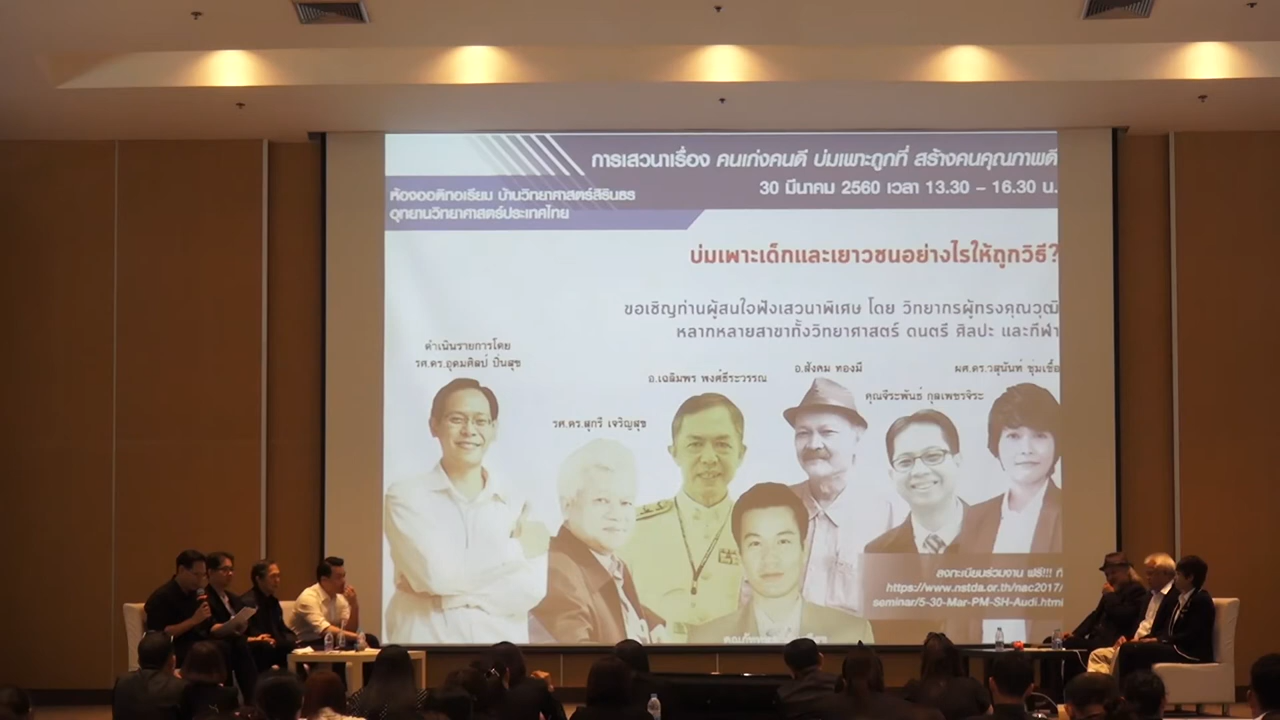 การเสวนาเรื่อง คนเก่งคนดี บ่มเพาะถูกที่ สร้างคนคุณภาพดี
30 มีนาคม 2560 เวลา 13.30 – 16.30 น.
ห้องออดิทอเรียม บ้านวิทยาศาสตร์สิรินธร
อุทยานวิทยาศาสตร์ประเทศไทย
บ่มเพาะเด็กและเยาวชนอย่างไรให้ถูกวิธี?
ขอเชิญท่านผู้สนใจฟังเสวนาพิเศษ โดย วิทยากรผู้ทรงคุณวุฒิ
หลากหลายสาขาทั้งวิทยาศาสตร์ ดนตรี ศิลปะ และกีฬา
ดำเนินรายการโดย
รศ.ดร.อุดมศิลป์ ปิ่นสุข
รศ.ดร.สุกรี เจริญสุข
อ.เฉลิมพร พงศ์ธีระวรรณ
อ.สังคม ทองมี
คุณจีระพันธ์ กุลเพชรจิระ
ผศ.ดร.วสุนันท์ ชุ่มเชื้อ
ลงทะเบียนร่วมงาน ฟรี!!! ที่
https://www.nstda.or.th/nac2017/
seminar/5-30-Mar-PM-SH-Audi.html